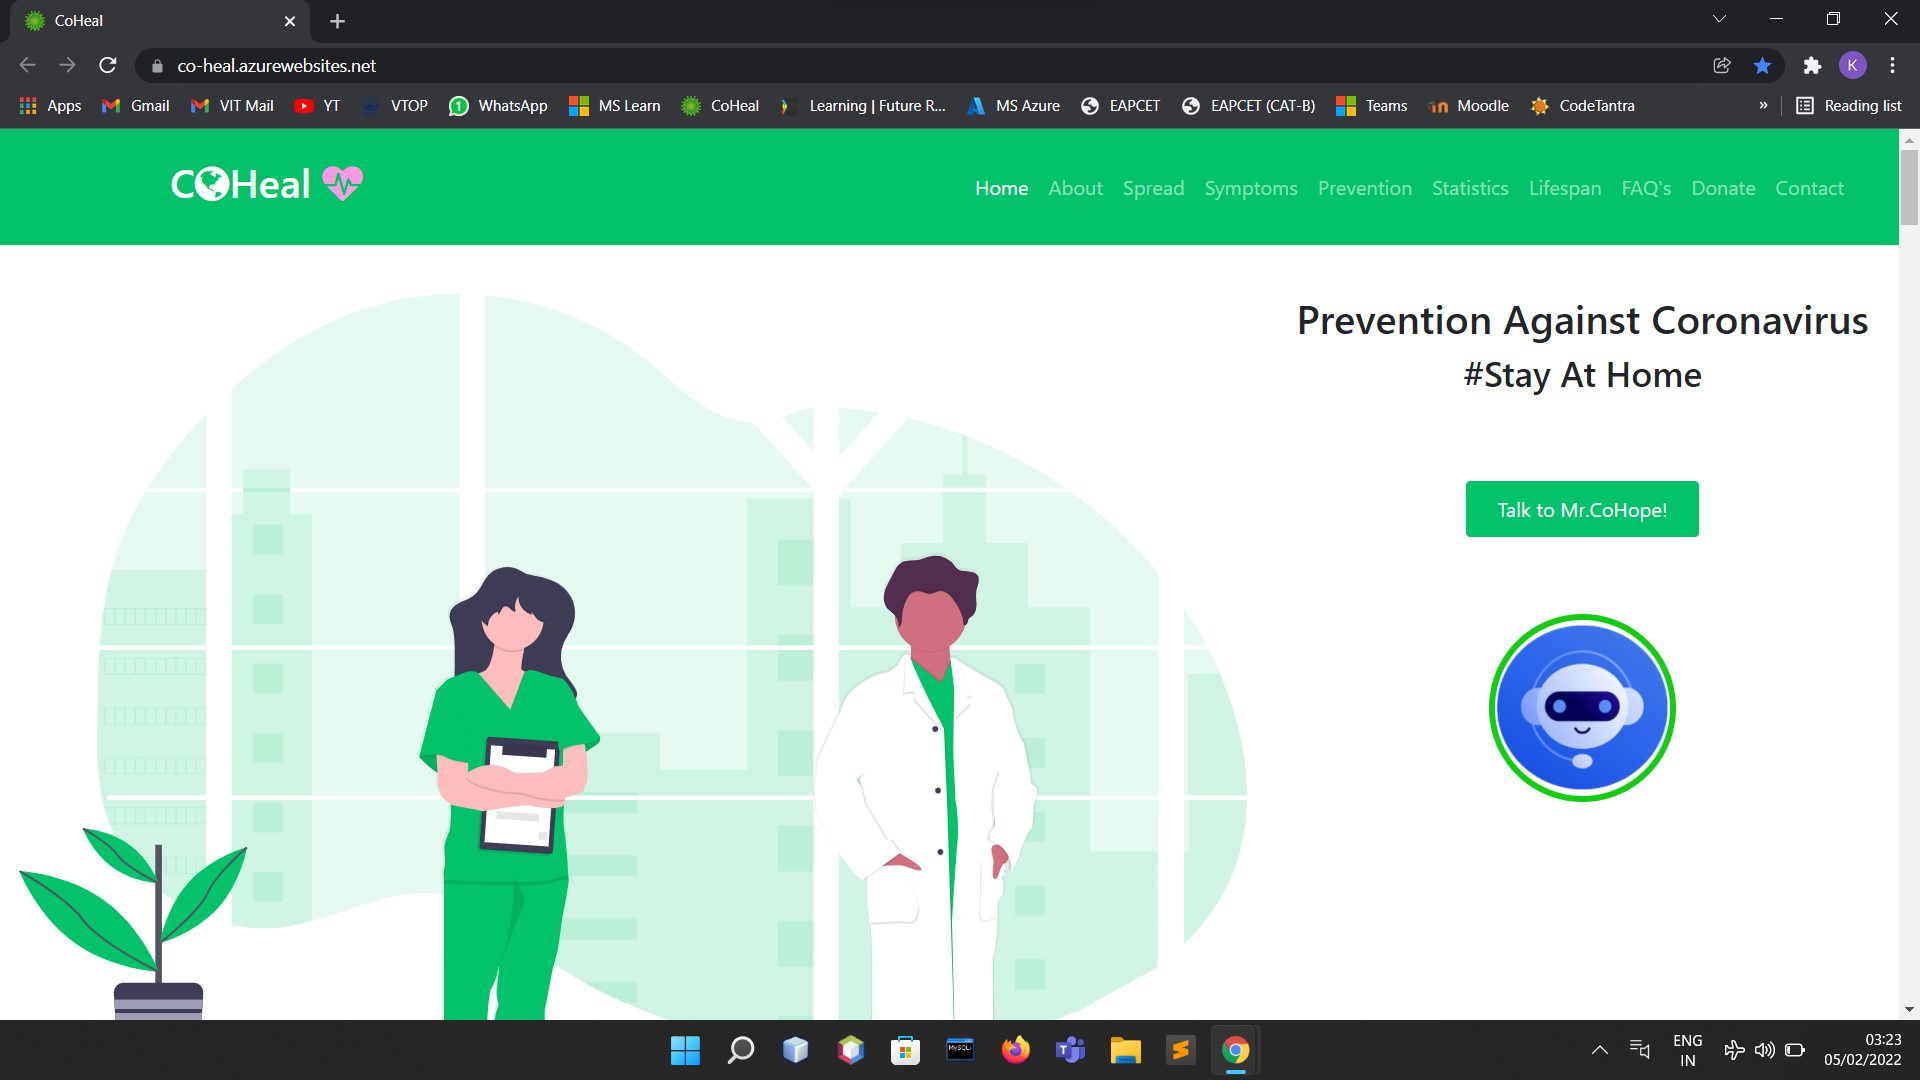 CoHeal
co-heal.azurewebsites.net
K
Apps Gmail VIT Mail YT VTOP WhatsApp MS Learn CoHeal Learning | Future R... MS Azure EAPCET EAPCET (CAT-B) Teams Moodle CodeTantra » Reading list
COHeal
Home About Spread Symptoms Prevention Statistics Lifespan FAQ's Donate Contact
Prevention Against Coronavirus
#Stay At Home
Talk to Mr.CoHope!
ENG
IN
03:23
05/02/2022